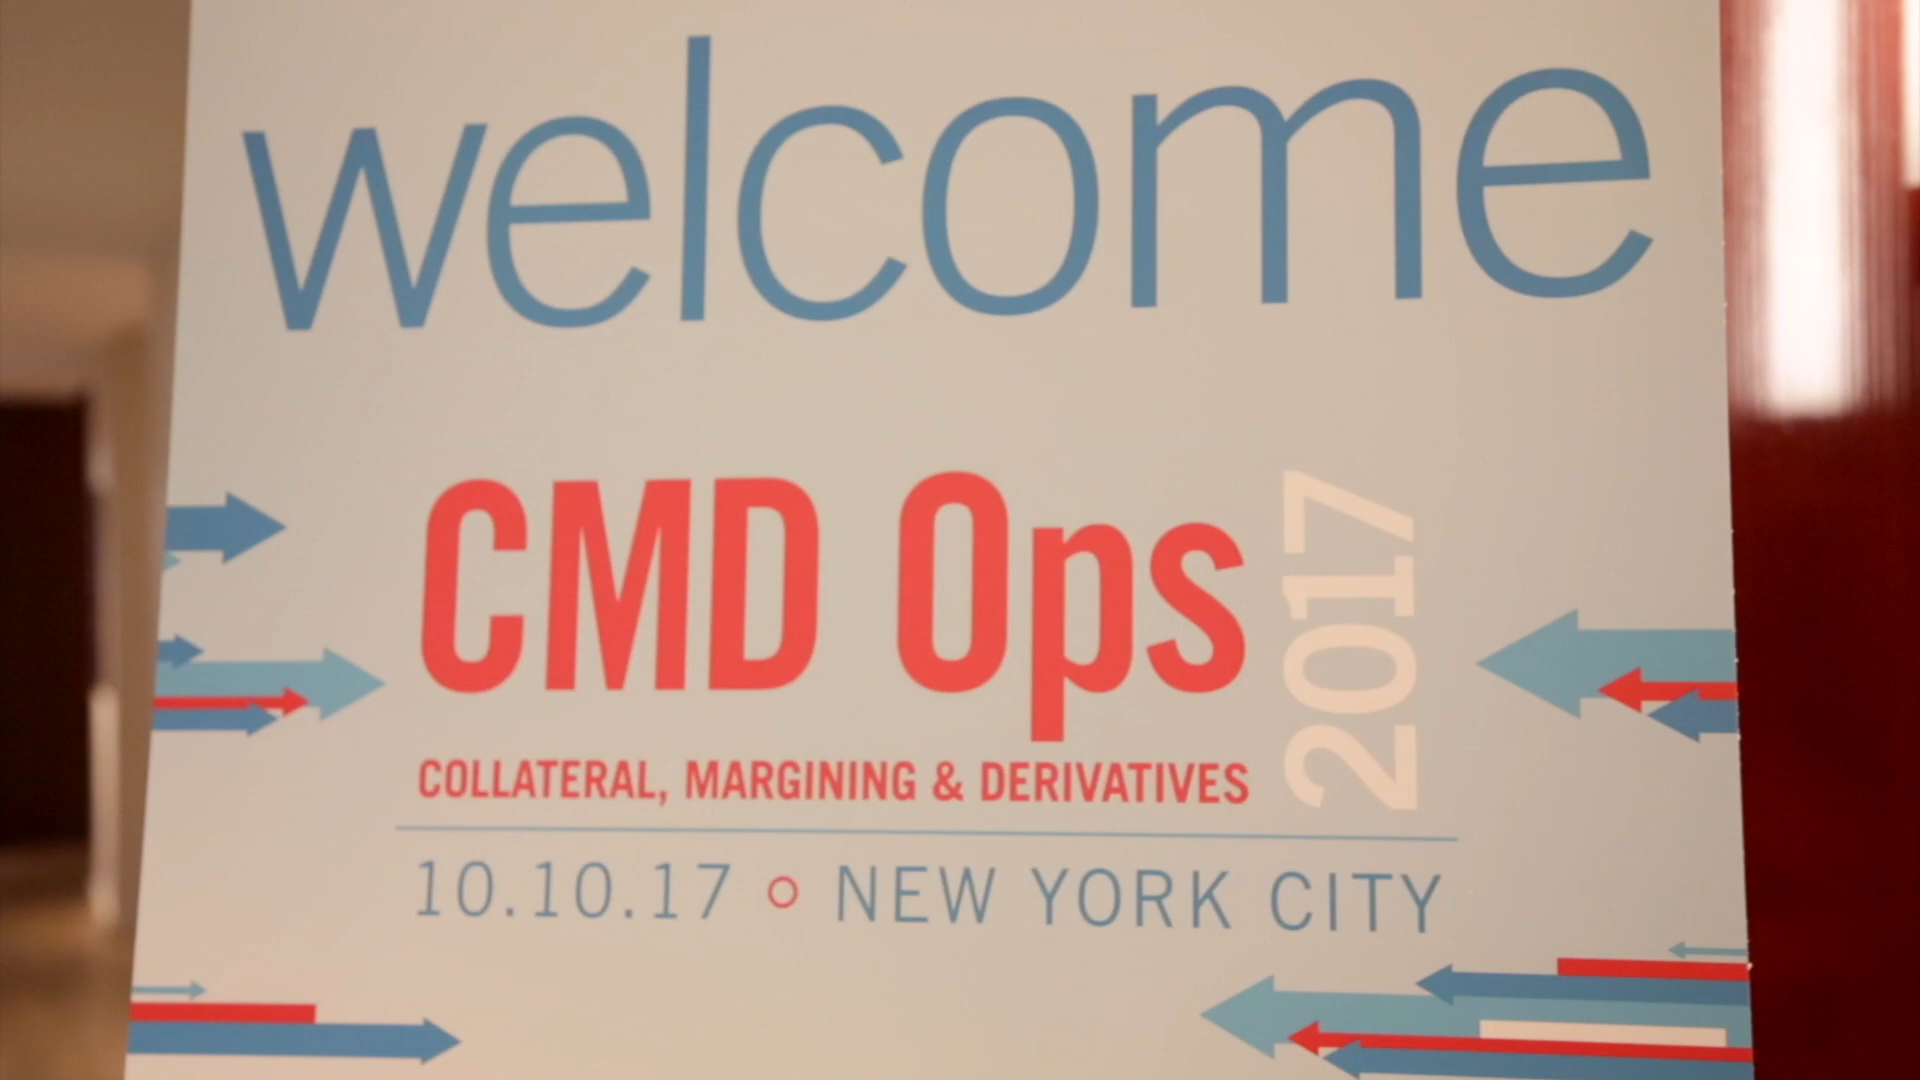 welcome
CMD Ops 2017
COLLATERAL, MARGINING & DERIVATIVES
10.10.17 ○ NEW YORK CITY